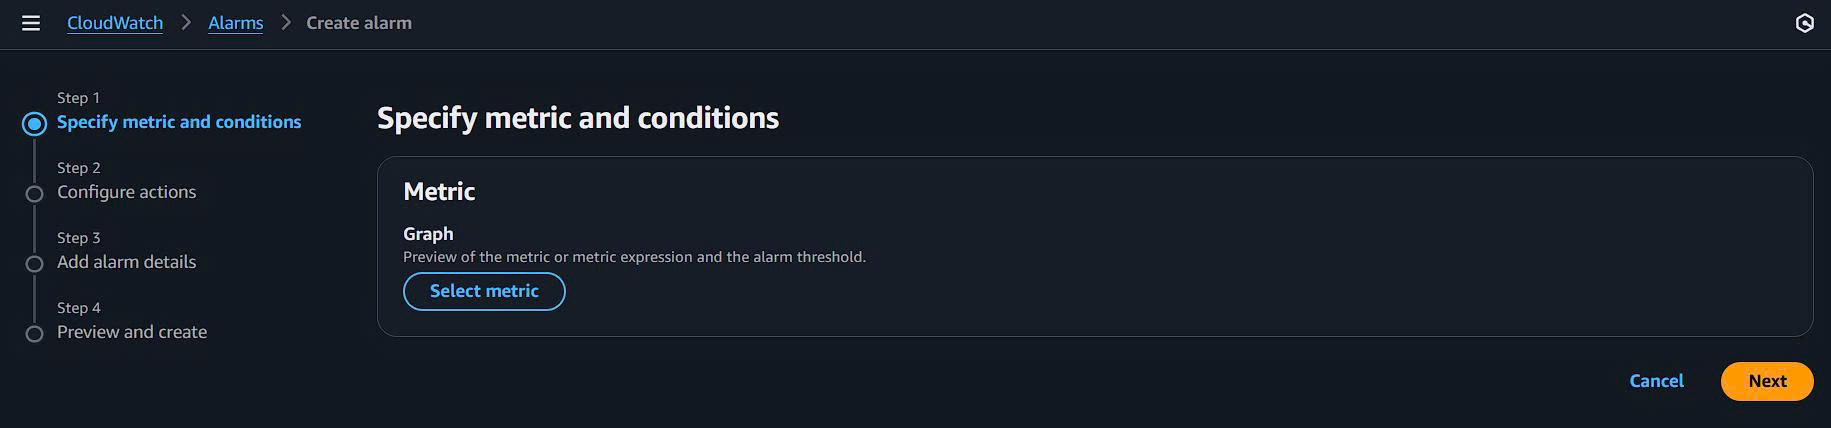 CloudWatch > Alarms > Create alarm
Step 1
Specify metric and conditions
Step 2
Configure actions
Step 3
Add alarm details
Step 4
Preview and create
Specify metric and conditions
Metric
Graph
Preview of the metric or metric expression and the alarm threshold.
Select metric
Cancel Next